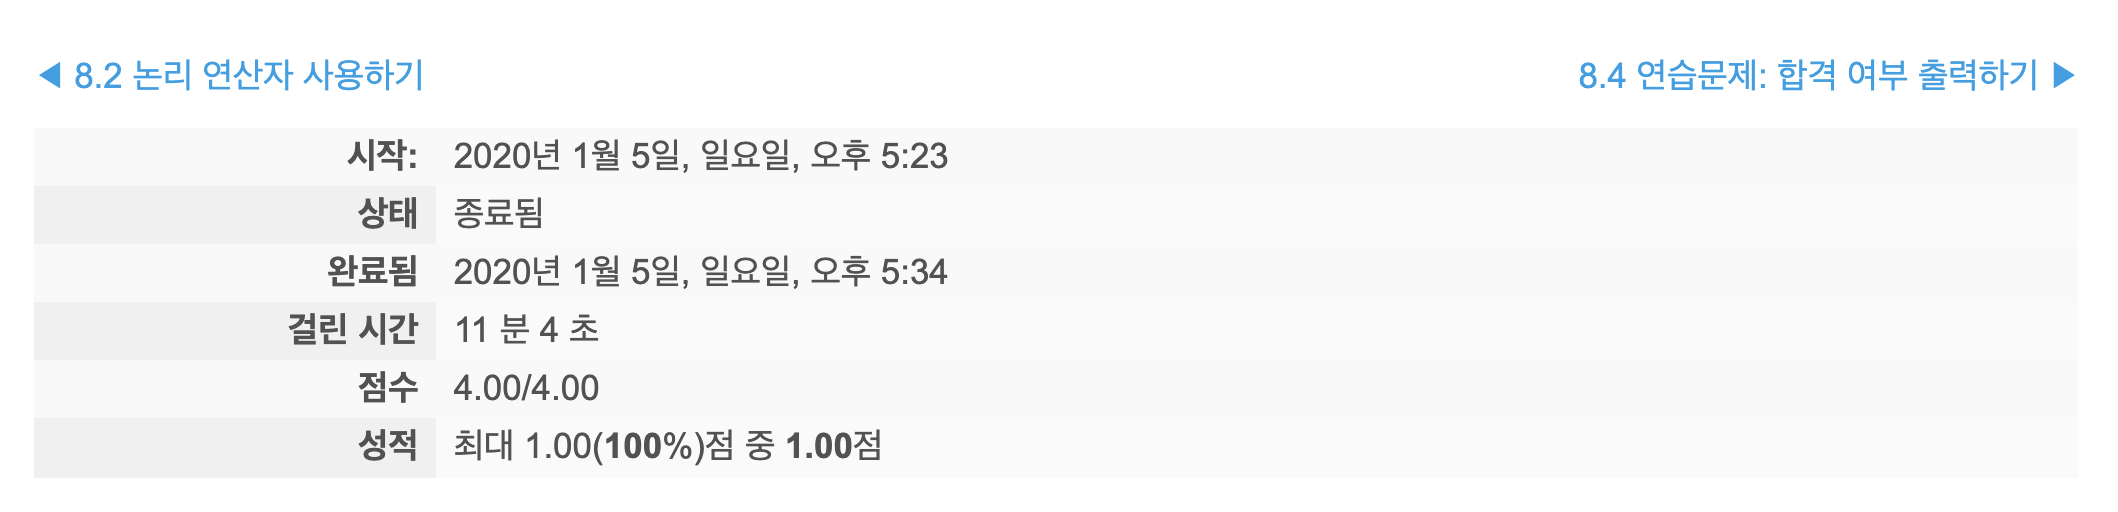 ◀ 8.2 논리 연산자 사용하기
8.4 연습문제: 합격 여부 출력하기 ▶
시작: 2020년 1월 5일, 일요일, 오후 5:23
상태 종료됨
완료됨 2020년 1월 5일, 일요일, 오후 5:34
걸린 시간 11 분 4 초
점수 4.00/4.00
성적 최대 1.00(100%)점 중 1.00점